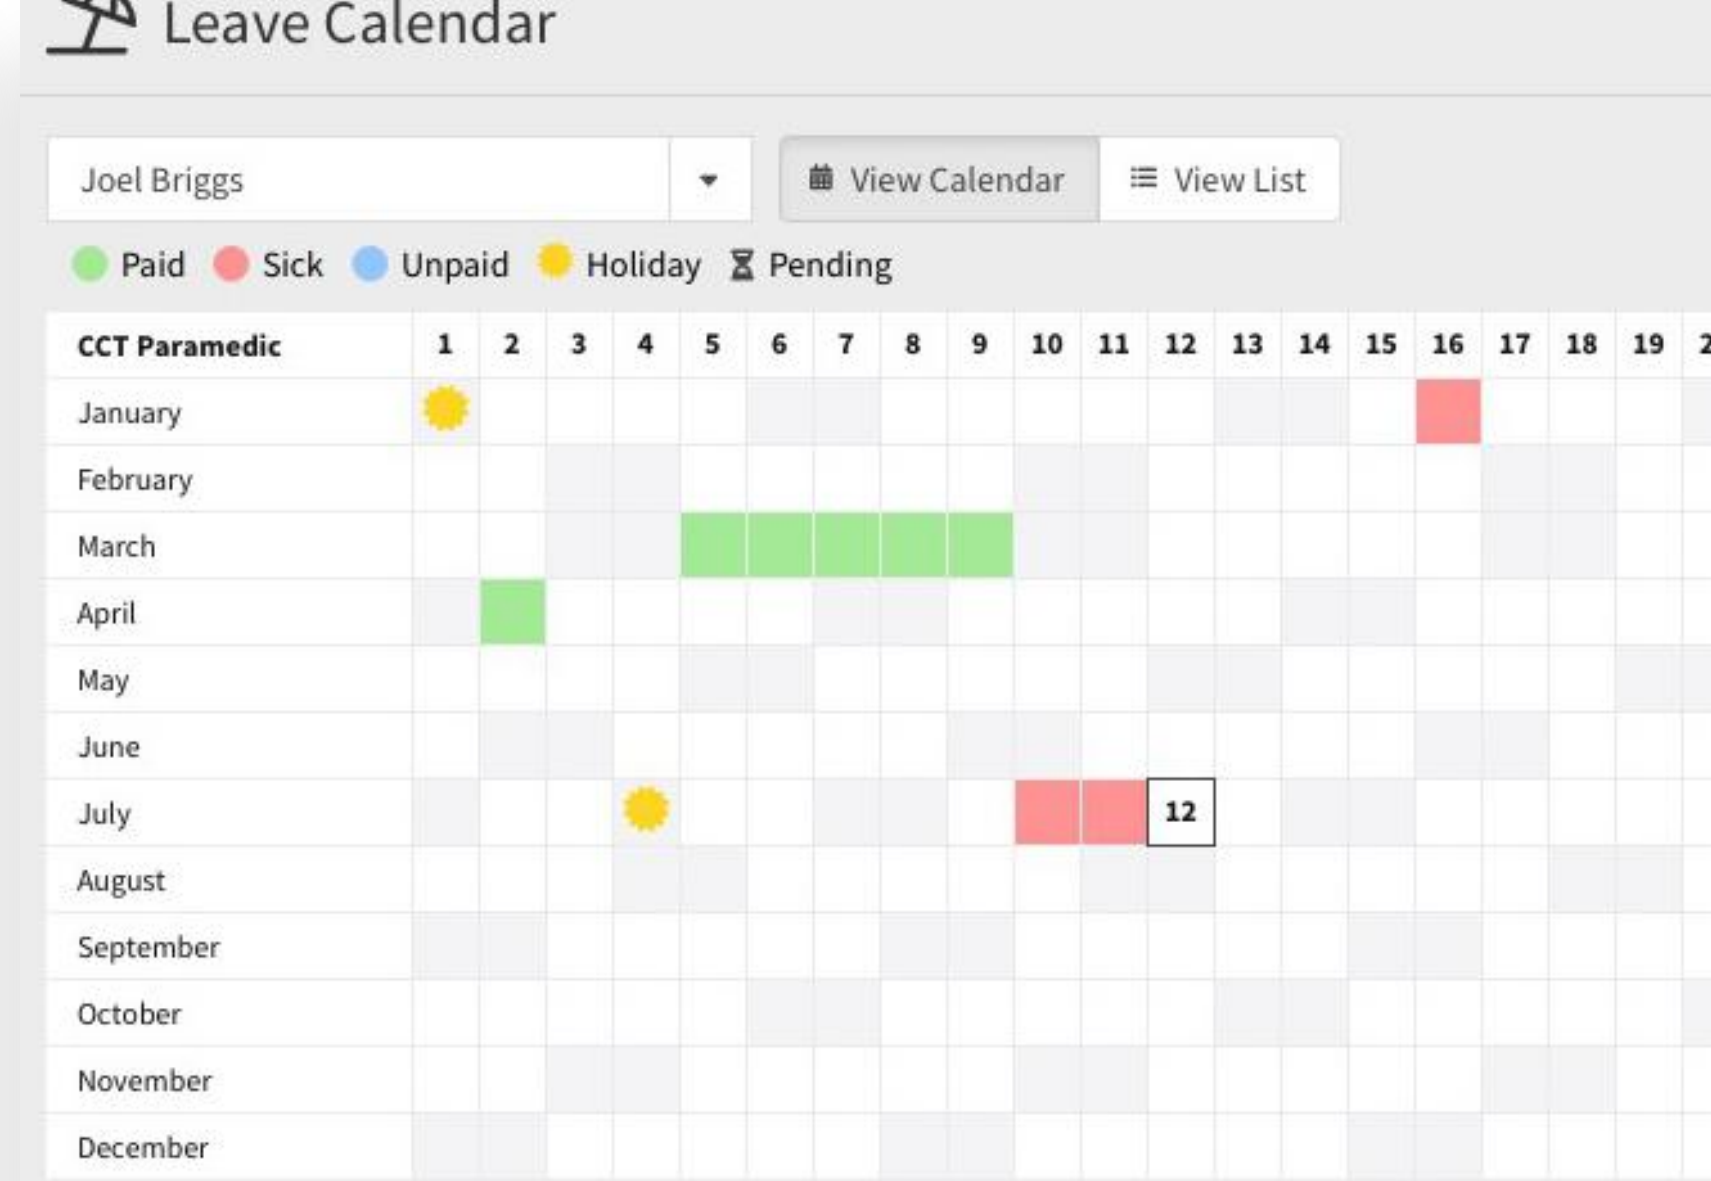 Leave Calendar
Joel Briggs View Calendar View List
Paid Sick Unpaid Holiday Pending
CCT Paramedic 1 2 3 4 5 6 7 8 9 10 11 12 13 14 15 16 17 18 19
January
February
March
April
May
June
July 12
August
September
October
November
December